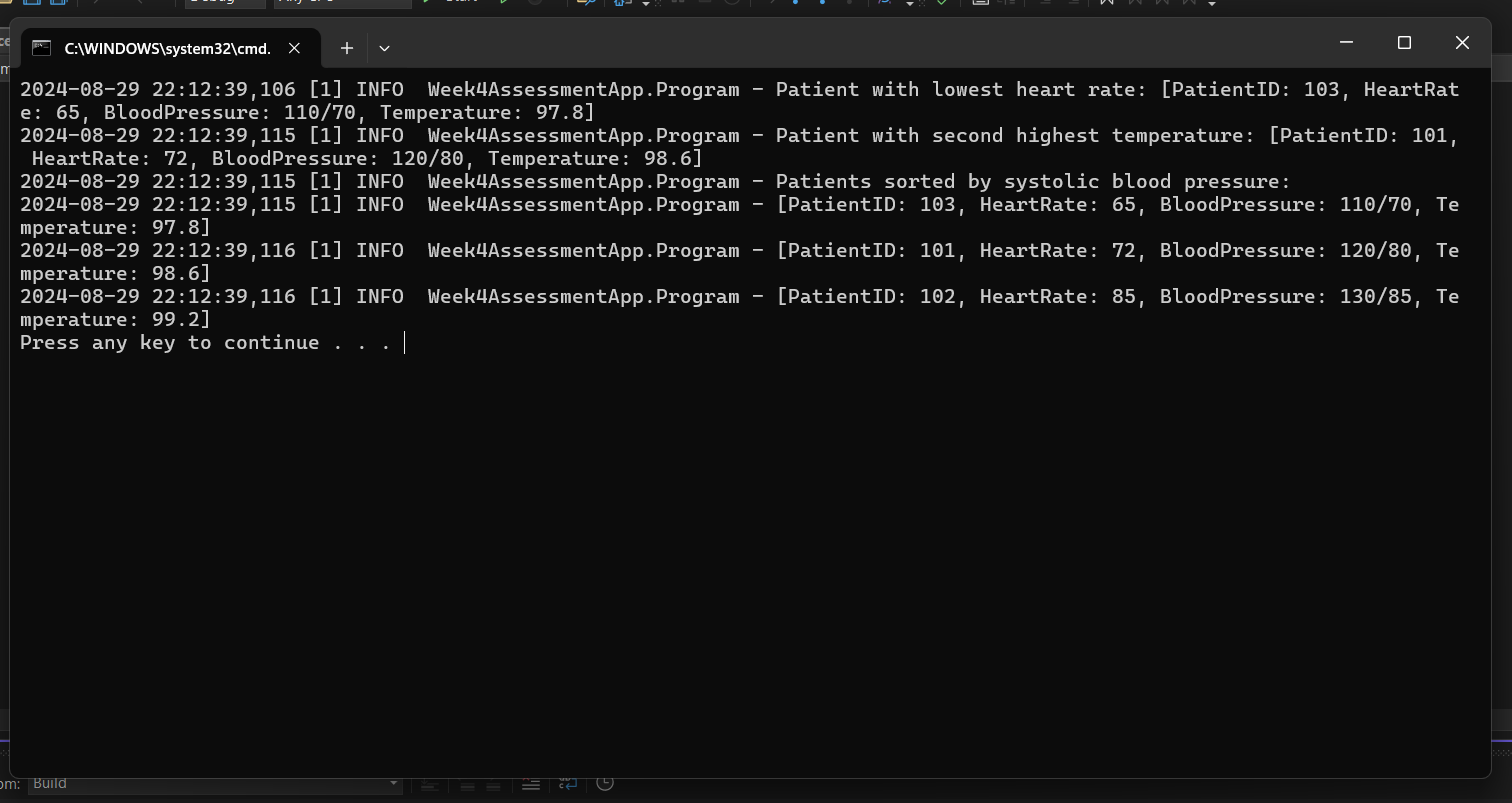 C:\WINDOWS\system32\cmd.
2024-08-29 22:12:39,106 [1] INFO  Week4AssessmentApp.Program - Patient with lowest heart rate: [PatientID: 103, HeartRat
e: 65, BloodPressure: 110/70, Temperature: 97.8]
2024-08-29 22:12:39,115 [1] INFO  Week4AssessmentApp.Program - Patient with second highest temperature: [PatientID: 101,
 HeartRate: 72, BloodPressure: 120/80, Temperature: 98.6]
2024-08-29 22:12:39,115 [1] INFO  Week4AssessmentApp.Program - Patients sorted by systolic blood pressure:
2024-08-29 22:12:39,115 [1] INFO  Week4AssessmentApp.Program - [PatientID: 103, HeartRate: 65, BloodPressure: 110/70, Te
mperature: 97.8]
2024-08-29 22:12:39,116 [1] INFO  Week4AssessmentApp.Program - [PatientID: 101, HeartRate: 72, BloodPressure: 120/80, Te
mperature: 98.6]
2024-08-29 22:12:39,116 [1] INFO  Week4AssessmentApp.Program - [PatientID: 102, HeartRate: 85, BloodPressure: 130/85, Te
mperature: 99.2]
Press any key to continue . . .
om: Build